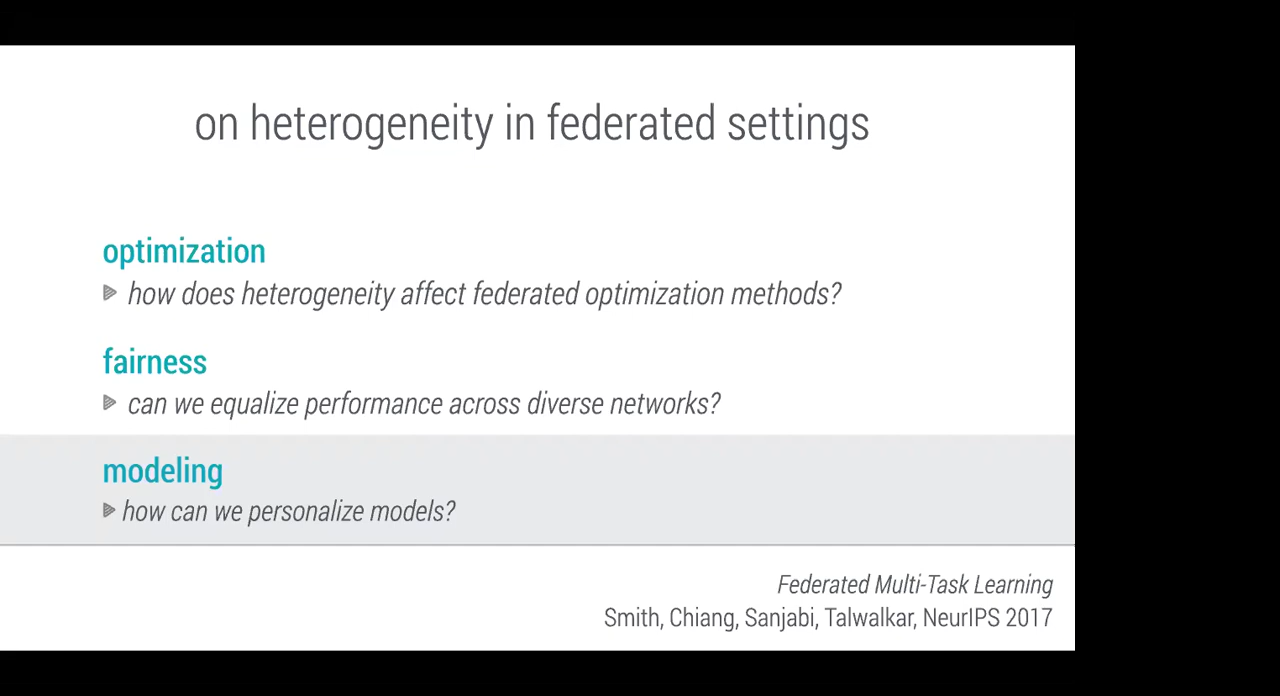 on heterogeneity in federated settings
optimization
how does heterogeneity affect federated optimization methods?
fairness
can we equalize performance across diverse networks?
modeling
how can we personalize models?
Federated Multi-Task Learning
Smith, Chiang, Sanjabi, Talwalkar, NeurIPS 2017